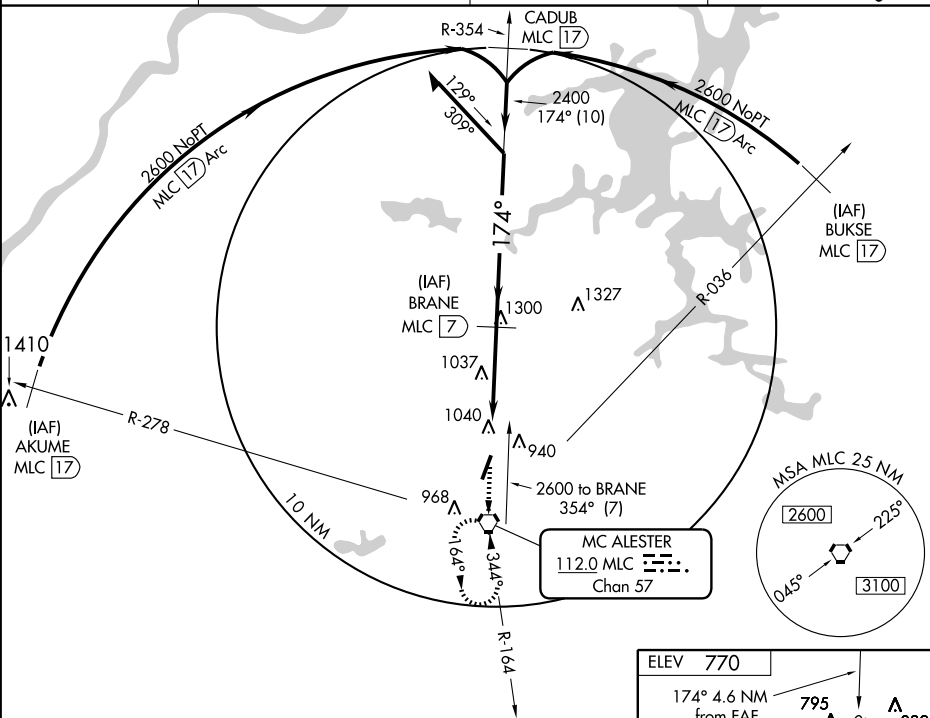 CADUB
MLC 17
R-354
2400
174° (10)
129°
309°
2600 NoPT
MLC 17 Arc
2600 NoPT
MLC 17 Arc
174°
(IAF)
BUKSE
MLC 17
R-036
(IAF)
BRANE
MLC 7
1300
1327
1037
1410
(IAF)
AKUME
MLC 17
R-278
1040
940
968
2600 to BRANE
354° (7)
10 NM
164°
344°
MC ALESTER
112.0 MLC
Chan 57
R-164
MSA MLC 25 NM
2600
225°
045°
3100
ELEV 770
174° 4.6 NM
from FAF
795